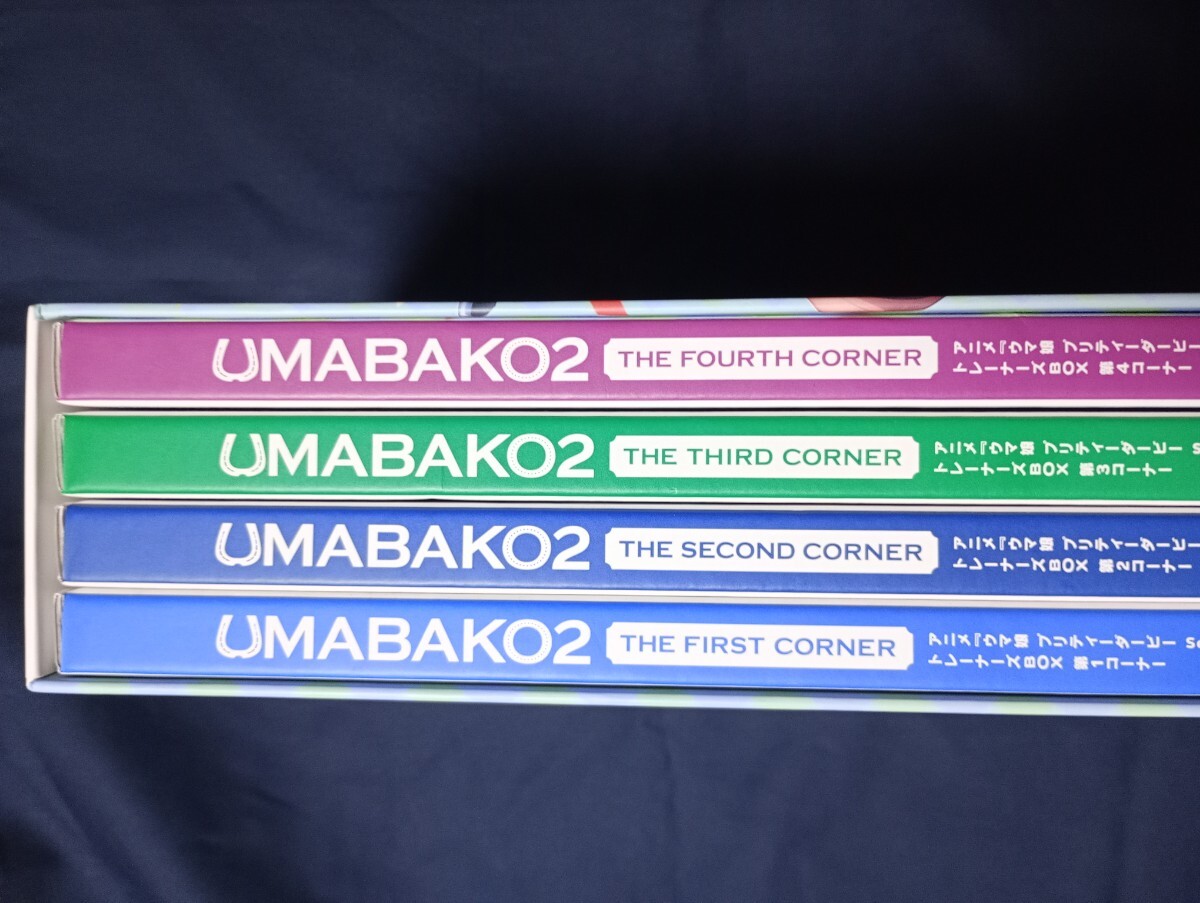 UMABAKO2 THE FOURTH CORNER
アニメ『ウマ娘 プリティーダービー
トレーナーズBOX 第4コーナー
UMABAKO2 THE THIRD CORNER
アニメ『ウマ娘 プリティーダービー S
トレーナーズBOX 第3コーナー
UMABAKO2 THE SECOND CORNER
アニメ『ウマ娘 プリティーダービー
トレーナーズBOX 第2コーナー
UMABAKO2 THE FIRST CORNER
アニメ『ウマ娘 プリティーダービー Se
トレーナーズBOX 第1コーナー